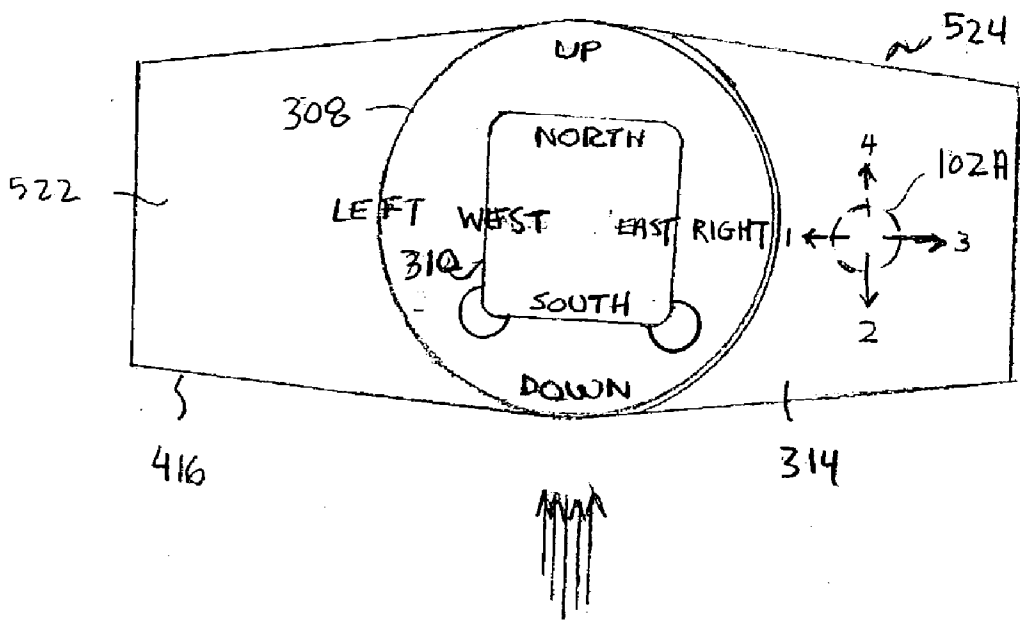 UP
524
308
NORTH
4
102A
522
LEFT WEST EAST RIGHT 1 3
310
SOUTH
2
DOWN
416
314